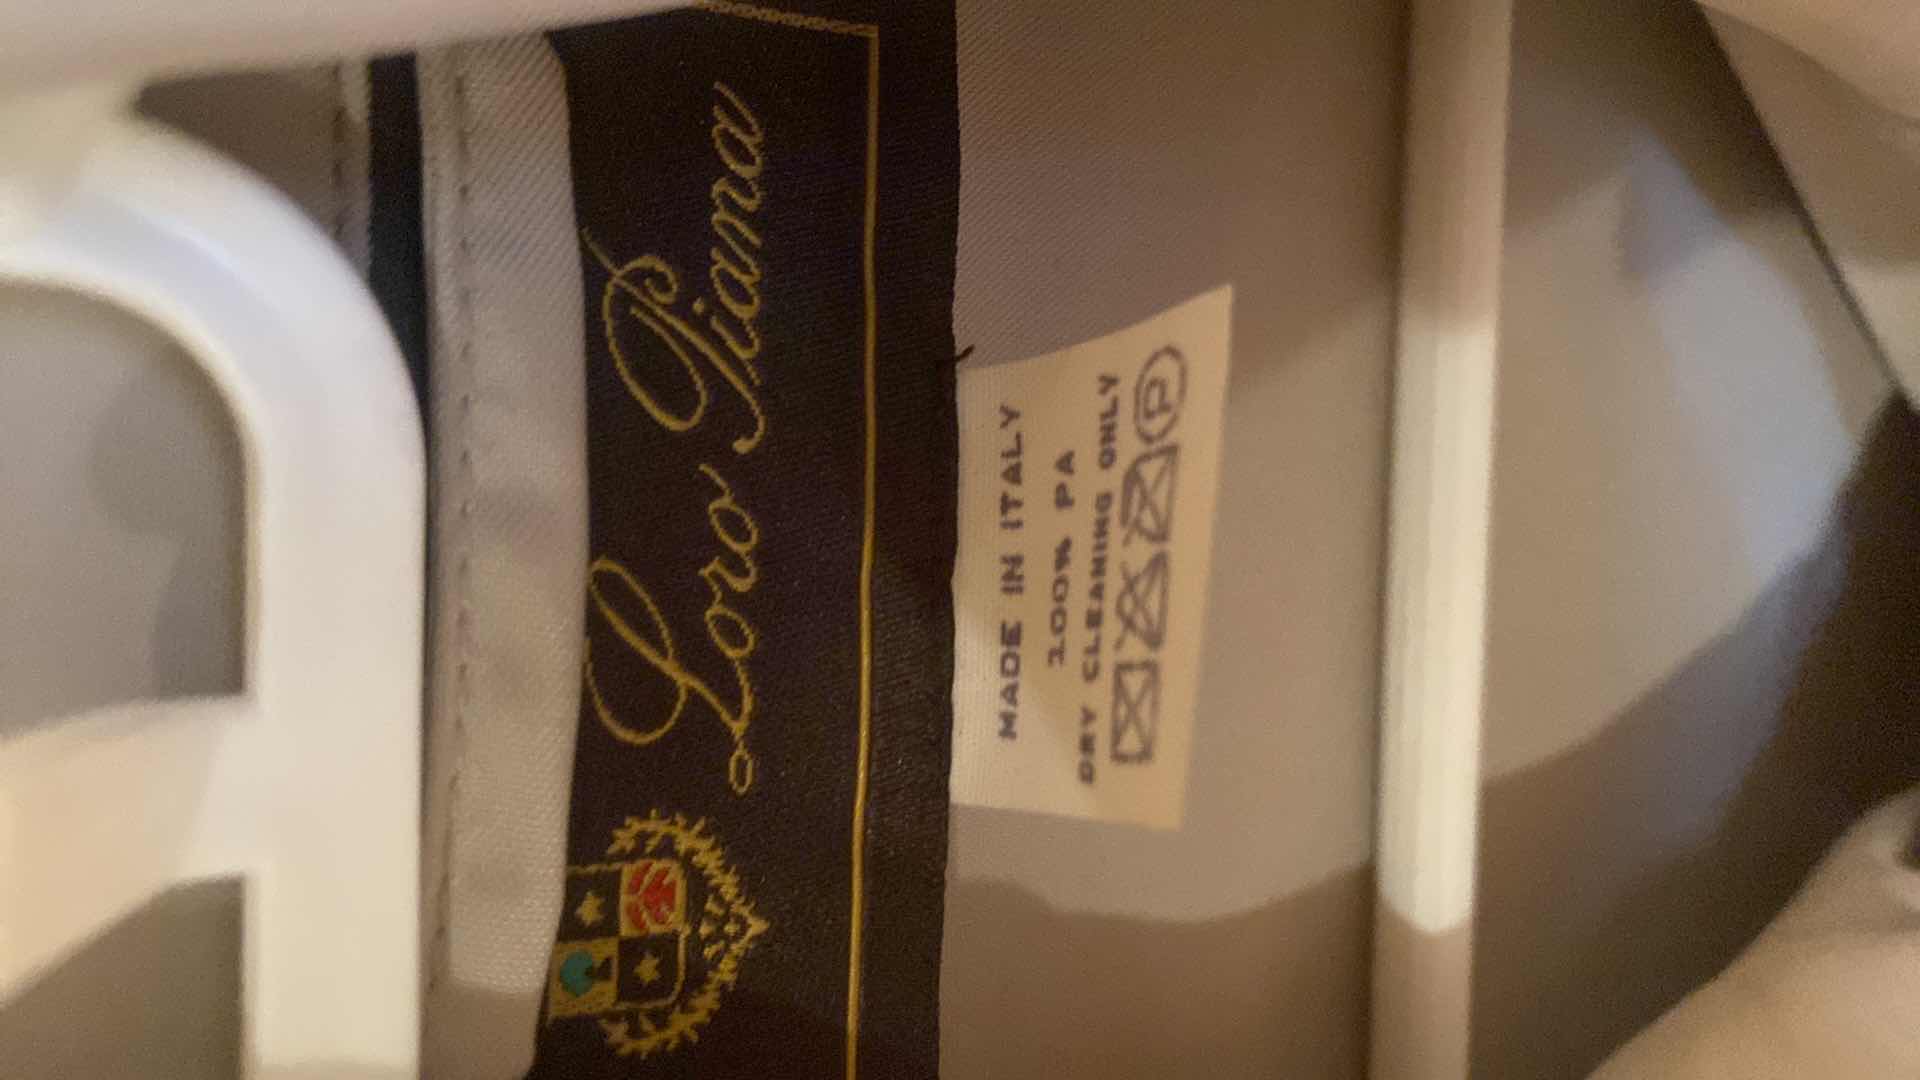 Loro Piana
MADE IN ITALY
100% PA
DRY CLEANING ONLY
P